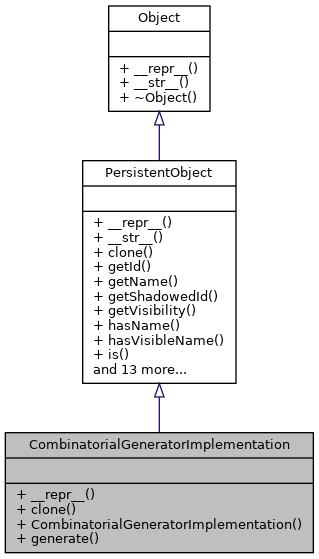 Object
+ __repr__()
+ __str__()
+ ~Object()
PersistentObject
+ __repr__()
+ __str__()
+ clone()
+ getId()
+ getName()
+ getShadowedId()
+ getVisibility()
+ hasName()
+ hasVisibleName()
+ is()
and 13 more...
CombinatorialGeneratorImplementation
+ __repr__()
+ clone()
+ CombinatorialGeneratorImplementation()
+ generate()